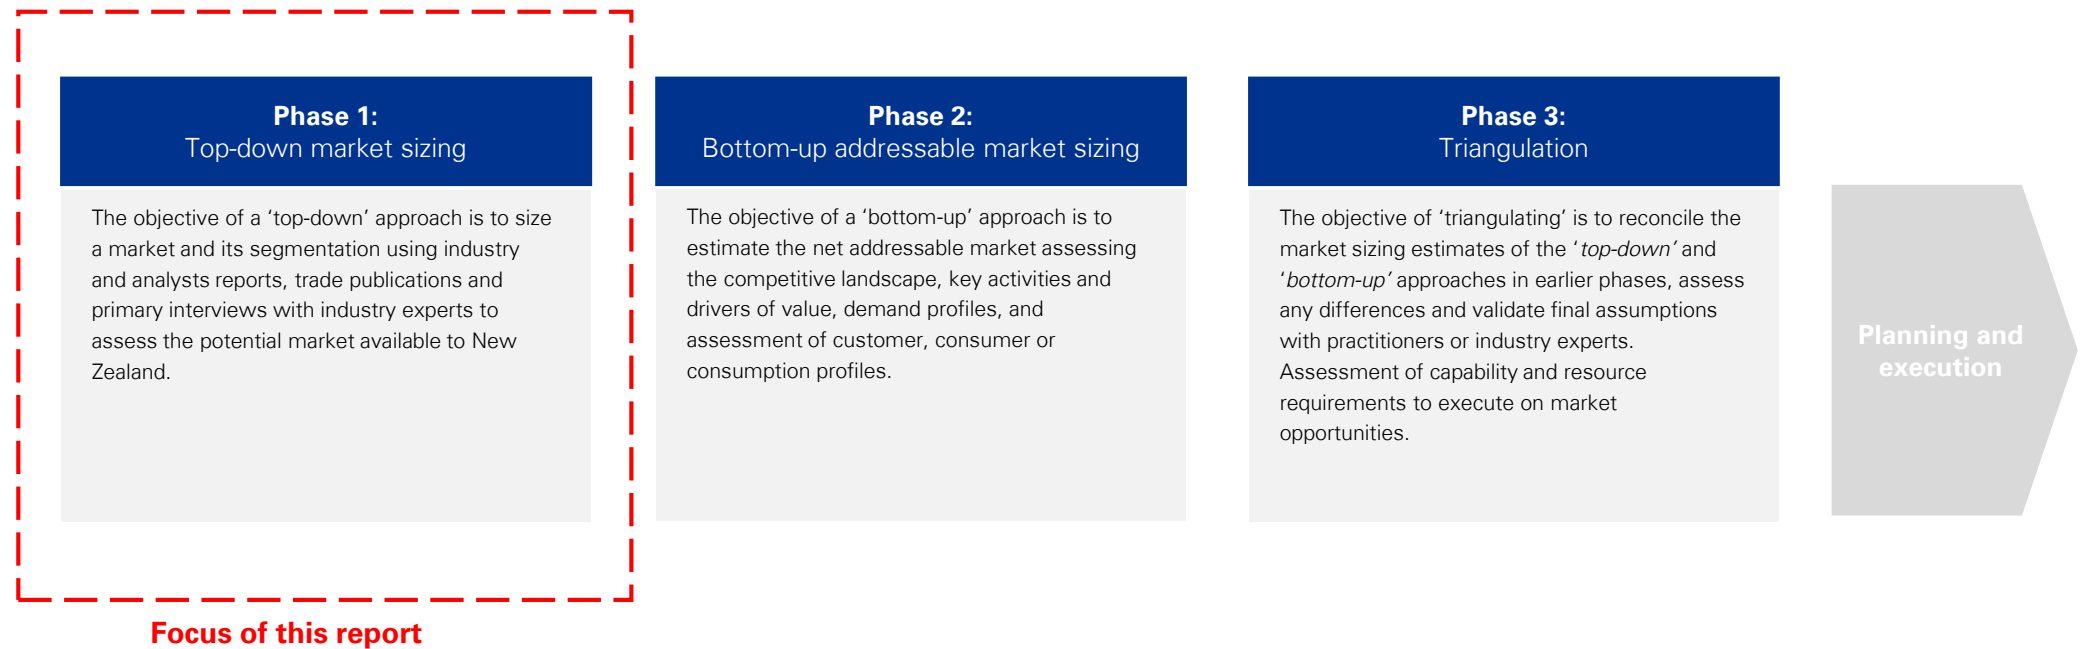 Phase 1:
Top-down market sizing
The objective of a ‘top-down’ approach is to size
a market and its segmentation using industry
and analysts reports, trade publications and
primary interviews with industry experts to
assess the potential market available to New
Zealand.
Focus of this report
Phase 2:
Bottom-up addressable market sizing
The objective of a ‘bottom-up’ approach is to
estimate the net addressable market assessing
the competitive landscape, key activities and
drivers of value, demand profiles, and
assessment of customer, consumer or
consumption profiles.
Phase 3:
Triangulation
The objective of ‘triangulating’ is to reconcile the
market sizing estimates of the ‘top-down’ and
‘bottom-up’ approaches in earlier phases, assess
any differences and validate final assumptions
with practitioners or industry experts.
Assessment of capability and resource
requirements to execute on market
opportunities.
Planning and
execution